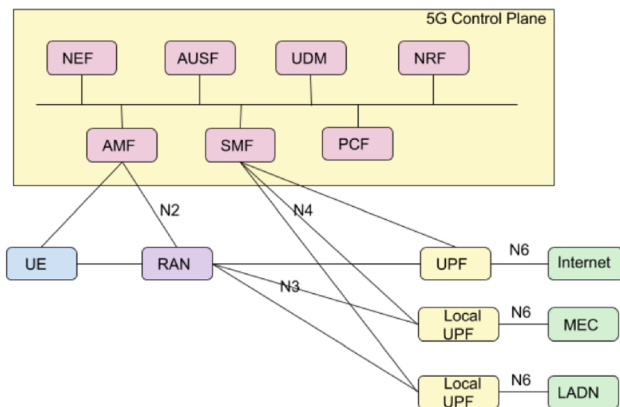 5G Control Plane
NEF
AUSF
UDM
NRF
AMF
SMF
PCF
N2
N4
UE
RAN
UPF
N6
Internet
N3
Local
UPF
N6
MEC
Local
UPF
N6
LADN